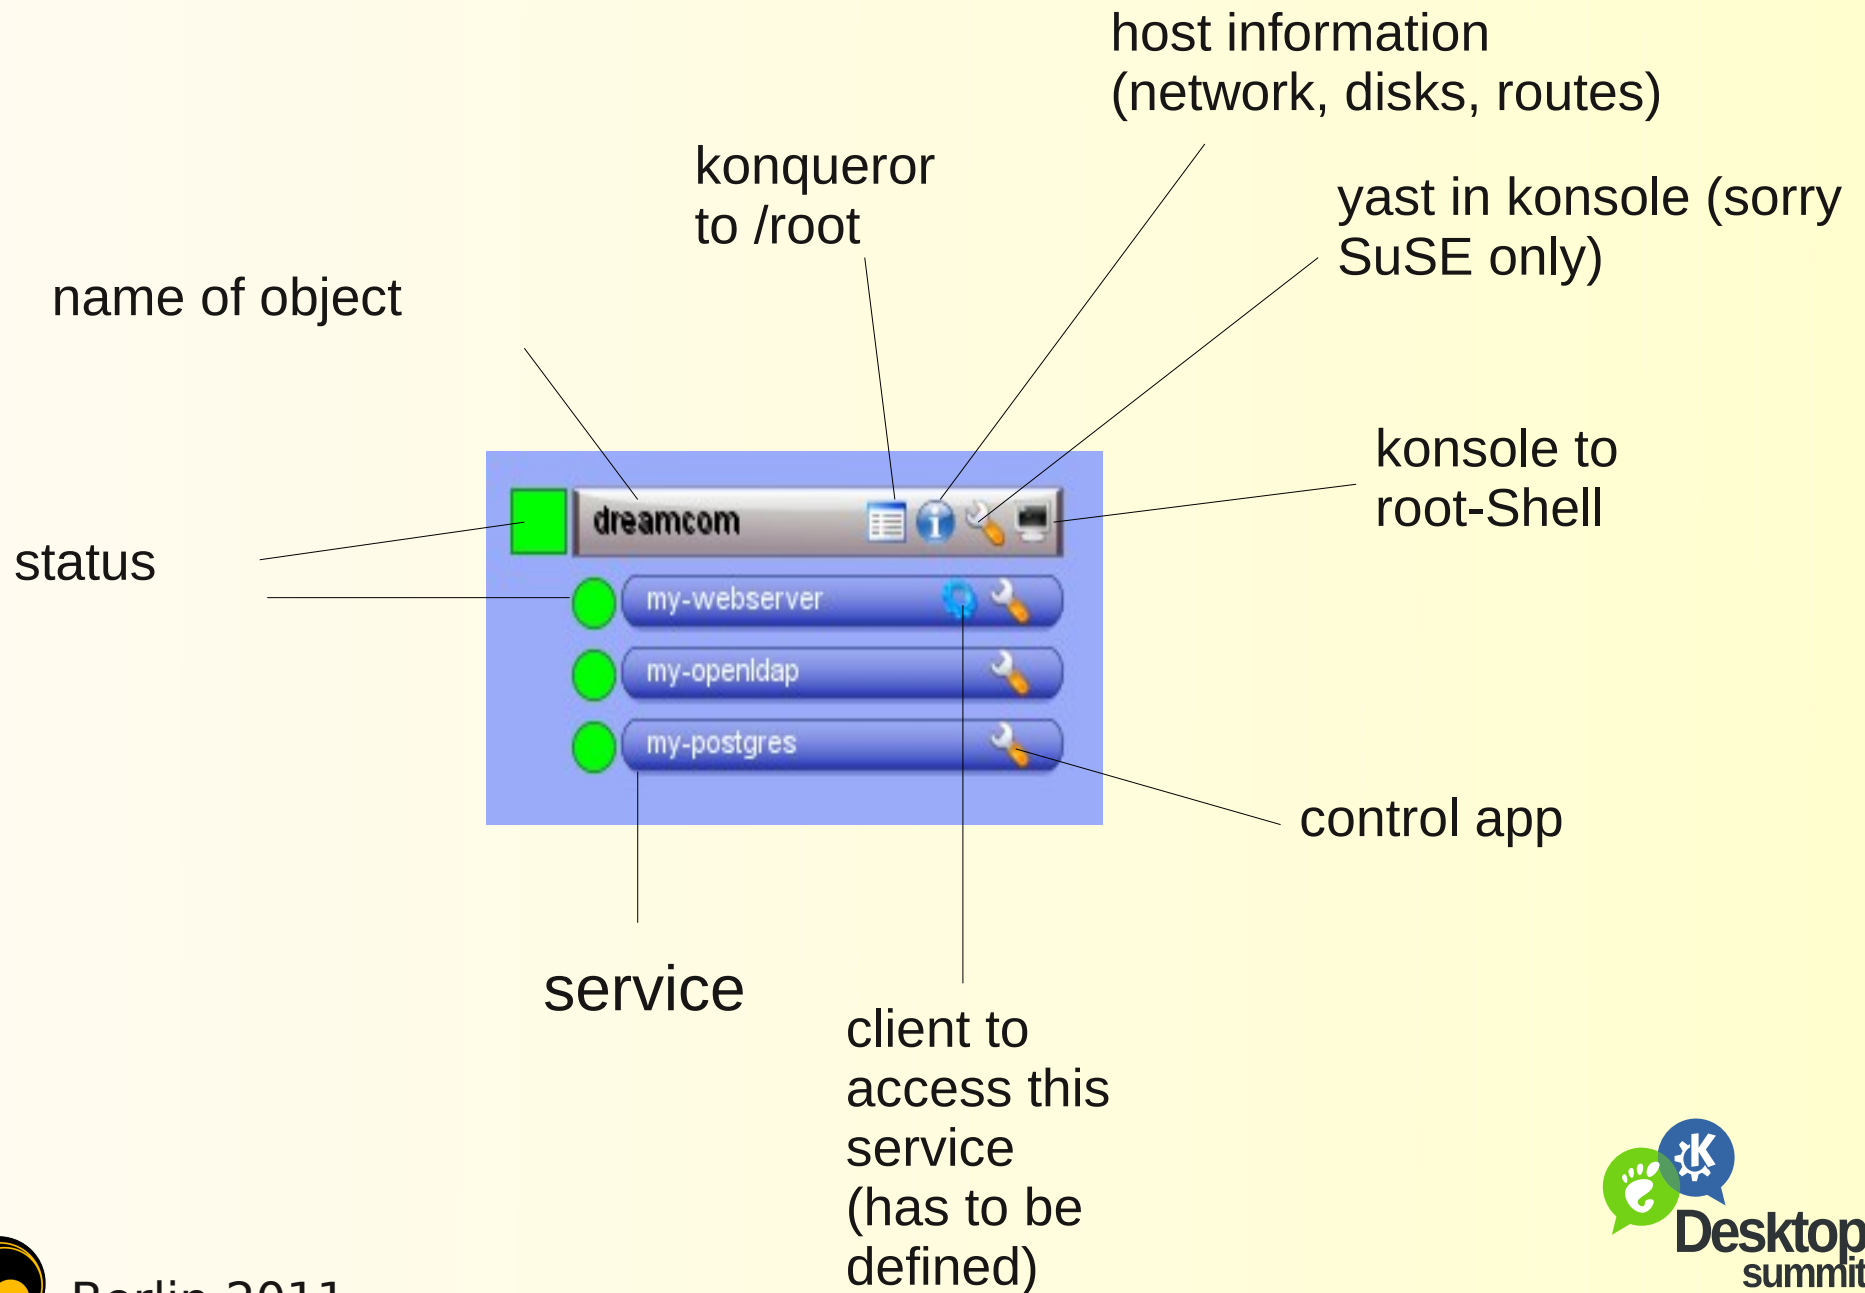 host information
(network, disks, routes)
konqueror
to /root
yast in konsole (sorry
SuSE only)
name of object
konsole to
root-Shell
dreamcom
status
my-webserver
my-openldap
my-postgres
control app
service
client to
access this
service
(has to be
defined)
Desktop
summit
Berlin 2011